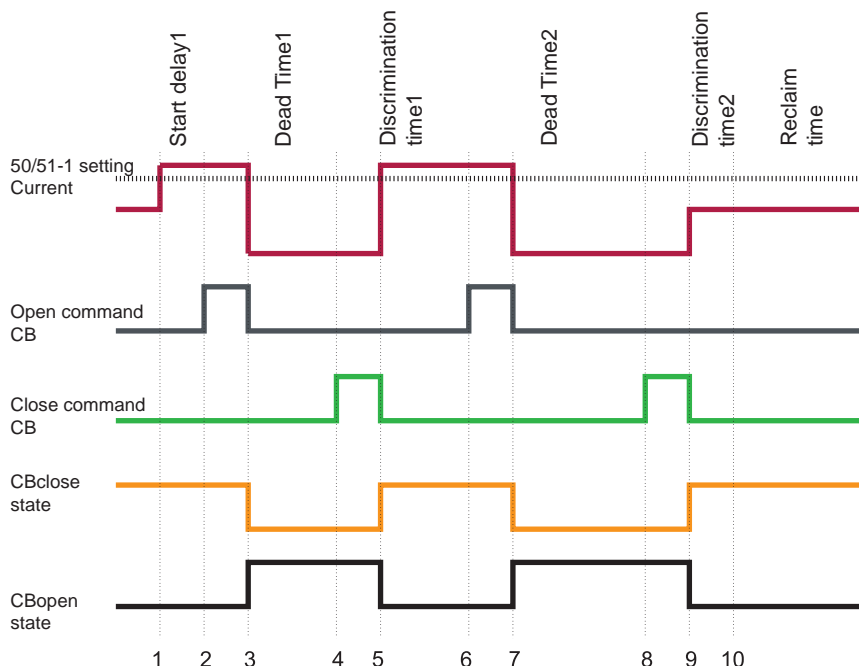 Start delay1
Dead Time1
Discrimination
time1
Dead Time2
Discrimination
time2
Reclaim
time
50/51-1 setting
Current
Open command
CB
Close command
CB
CBclose
state
CBopen
state
1 2 3 4 5 6 7 8 9 10